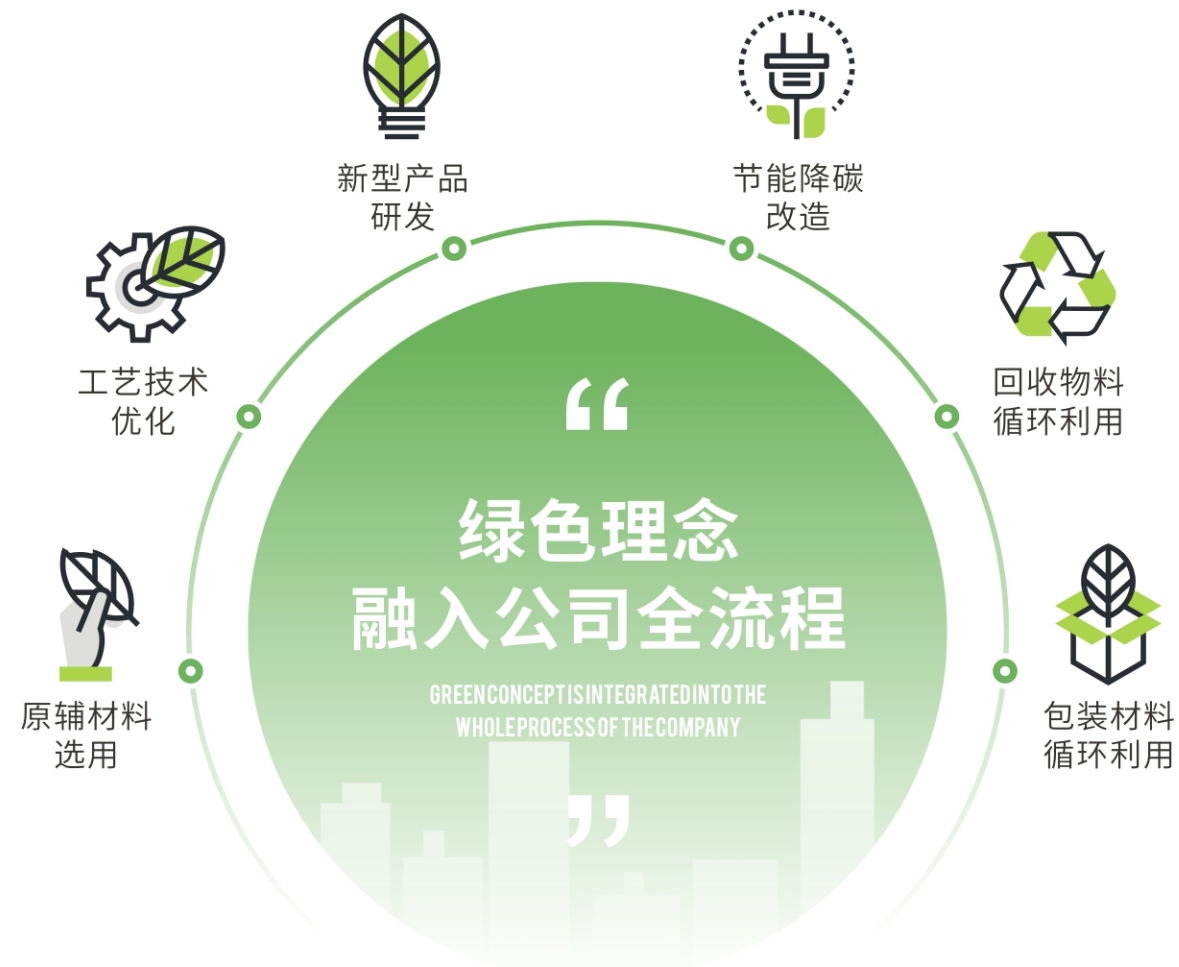 新型产品
研发
节能降碳
改造
工艺技术
优化
回收物料
循环利用
原辅材料
选用
包装材料
循环利用
“
绿色理念
融入公司全流程
GREEN CONCEPT IS INTEGRATED INTO THE
WHOLE PROCESS OF THE COMPANY
”